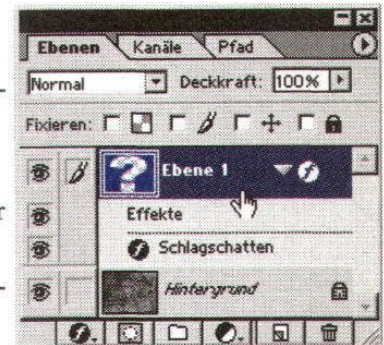 Ebenen Kanäle Pfad
Normal Deckkraft: 100%
Fixieren:
? Ebene 1
Effekte
Schlagschatten
Hintergrund